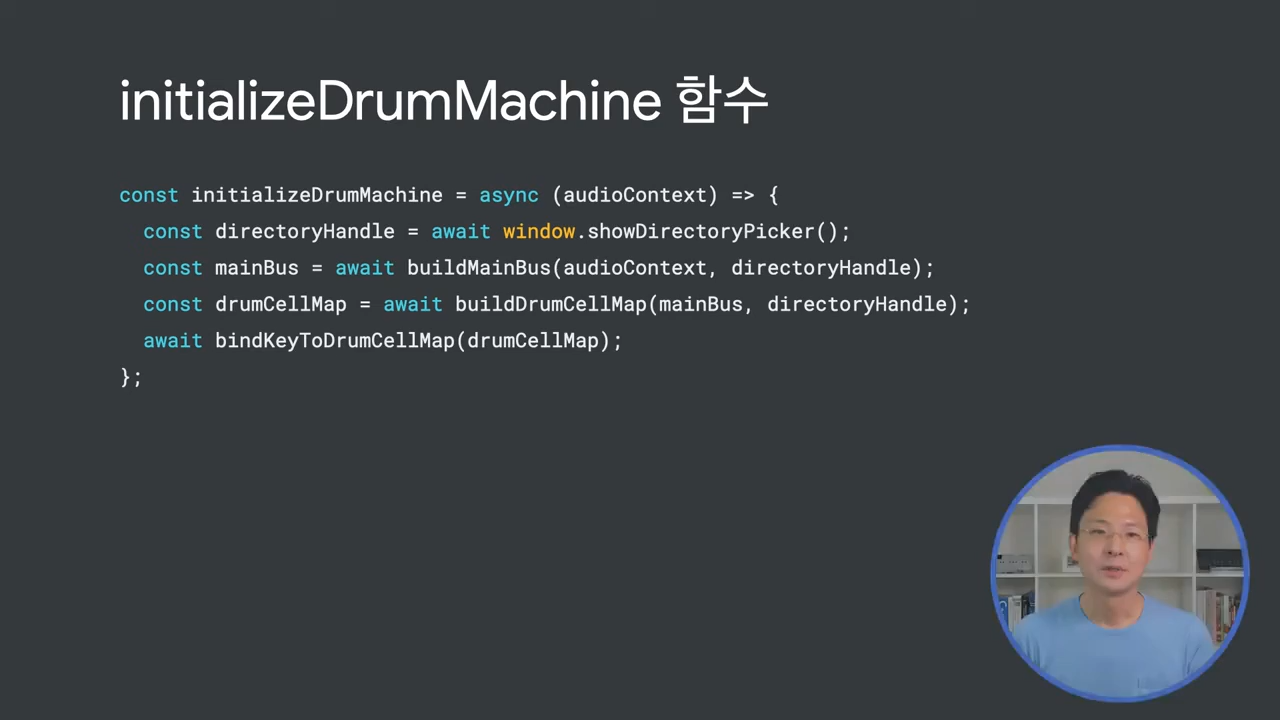 initializeDrumMachine 함수
const initializeDrumMachine = async (audioContext) => {
  const directoryHandle = await window.showDirectoryPicker();
  const mainBus = await buildMainBus(audioContext, directoryHandle);
  const drumCellMap = await buildDrumCellMap(mainBus, directoryHandle);
  await bindKeyToDrumCellMap(drumCellMap);
};